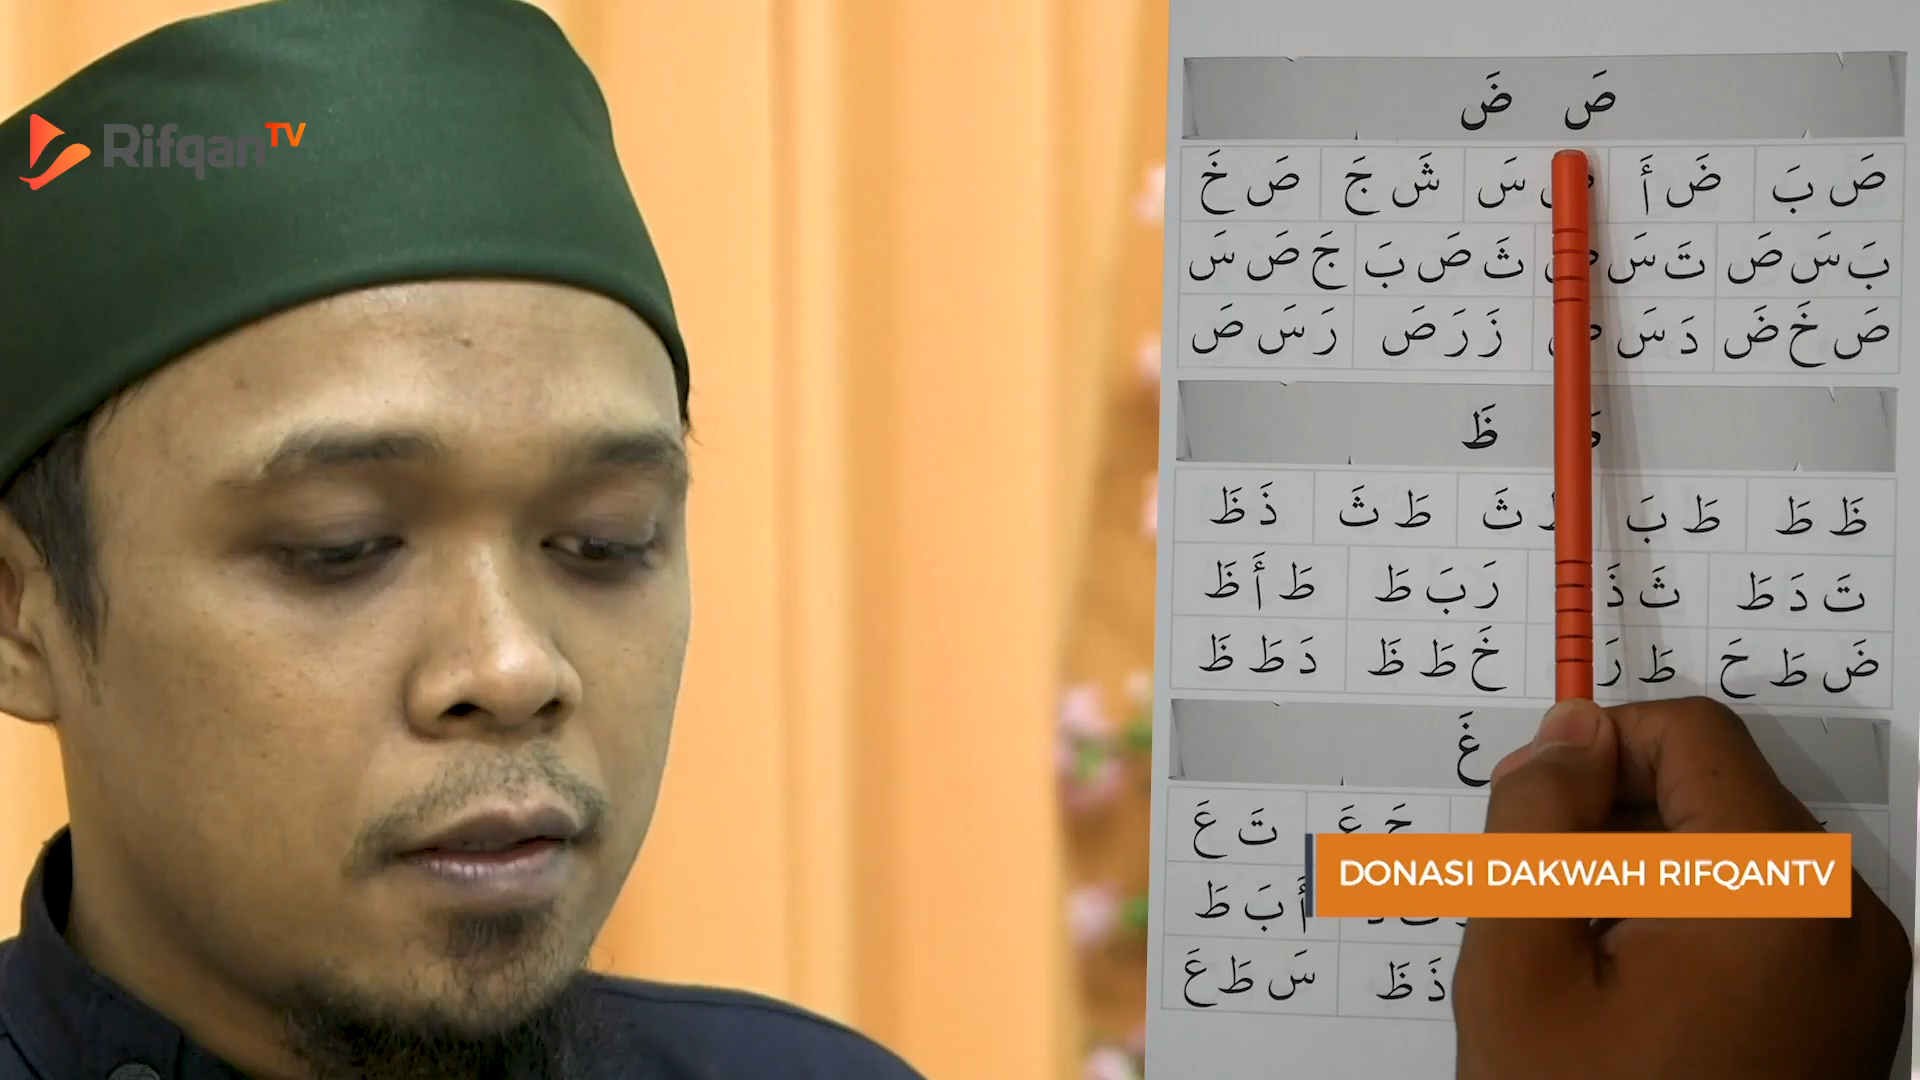 RifqanTV
صَ ضَ
صَ بَ ضَ أَ سَ شَ جَ صَ خَ
بَ سَ صَ تَ سَ ثَ صَ بَ جَ صَ سَ
صَ خَ ضَ دَ سَ زَ رَ صَ رَ سَ صَ
ظَ
ظَ طَ طَ بَ ثَ طَ ثَ ذَ ظَ
تَ دَ طَ ثَ ذَ رَ بَ طَ طَ أَ ظَ
ضَ طَ حَ طَ رَ خَ طَ ظَ دَ طَ ظَ
غَ
حَ عَ تَ عَ
أَ بَ طَ
ذَ ظَ سَ طَ عَ
DONASI DAKWAH RIFQANTV